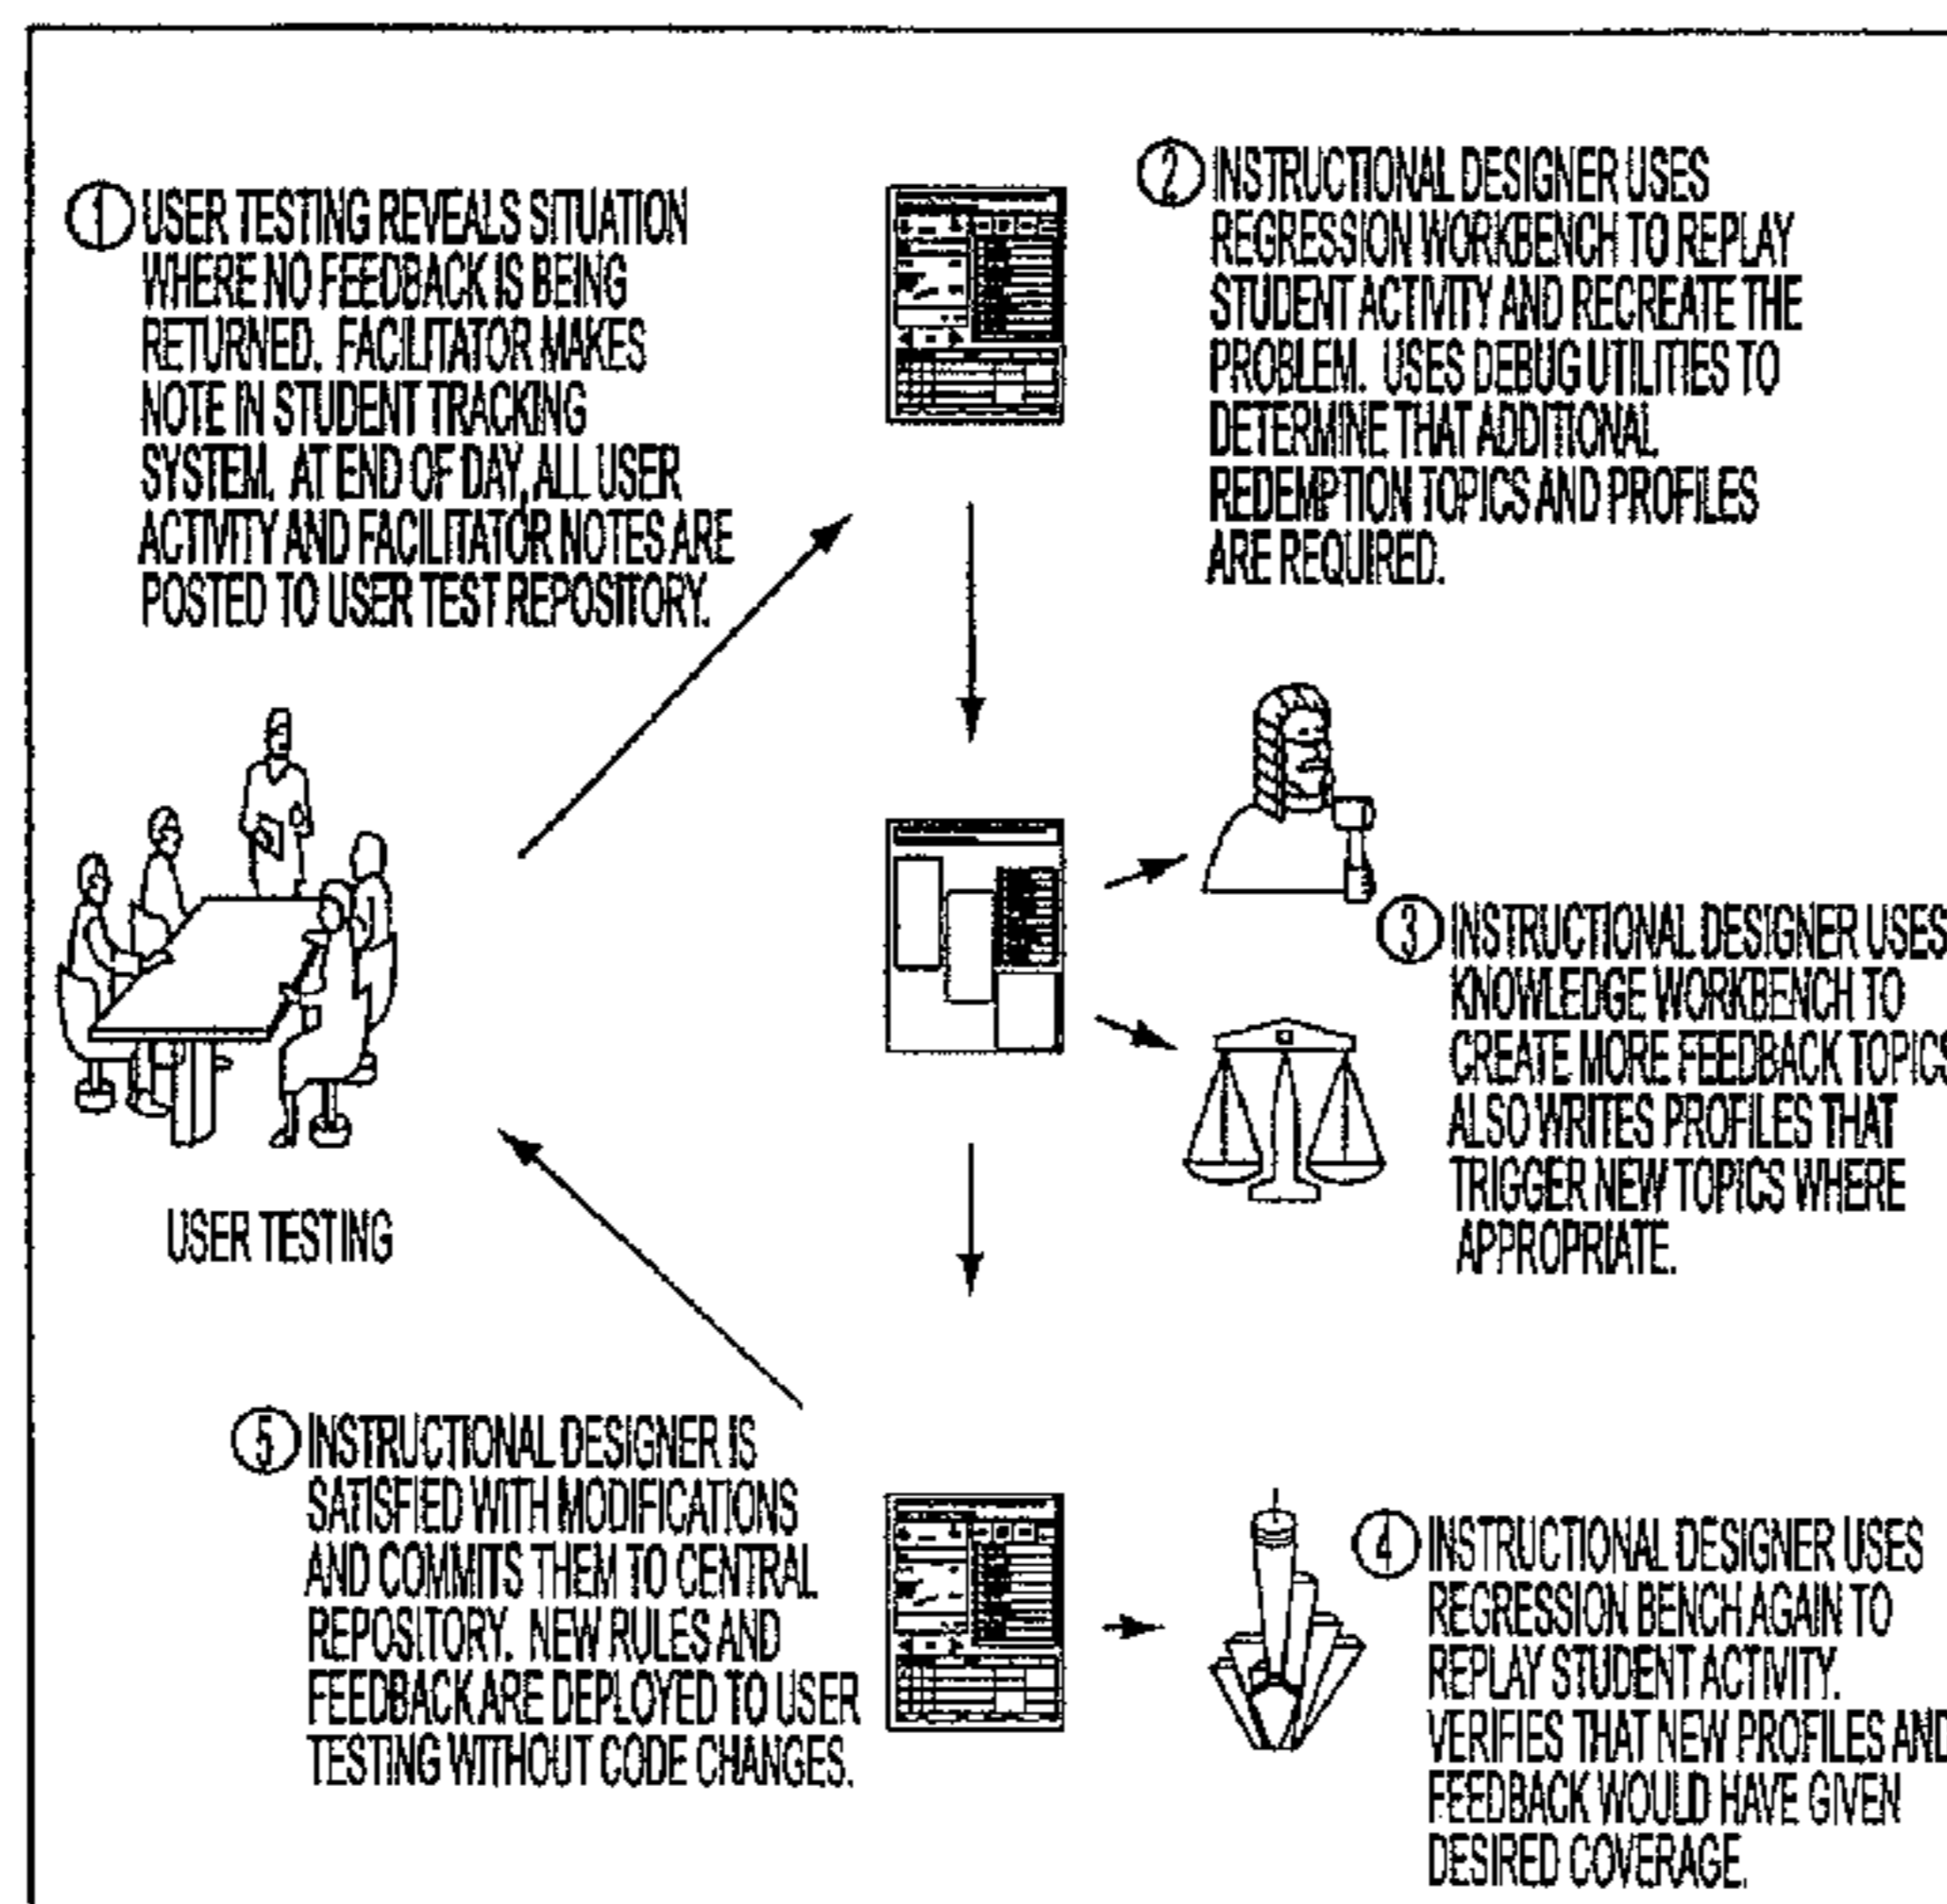 1 USER TESTING REVEALS SITUATION
WHERE NO FEEDBACK IS BEING
RETURNED. FACILITATOR MAKES
NOTE IN STUDENT TRACKING
SYSTEM. AT END OF DAY, ALL USER
ACTIVITY AND FACILITATOR NOTES ARE
POSTED TO USER TEST REPOSITORY.
2 INSTRUCTIONAL DESIGNER USES
REGRESSION WORKBENCH TO REPLAY
STUDENT ACTIVITY AND RECREATE THE
PROBLEM. USES DEBUG UTILITIES TO
DETERMINE THAT ADDITIONAL
REDEMPTION TOPICS AND PROFILES
ARE REQUIRED.
USER TESTING
3 INSTRUCTIONAL DESIGNER USES
KNOWLEDGE WORKBENCH TO
CREATE MORE FEEDBACK TOPICS
ALSO WRITES PROFILES THAT
TRIGGER NEW TOPICS WHERE
APPROPRIATE.
5 INSTRUCTIONAL DESIGNER IS
SATISFIED WITH MODIFICATIONS
AND COMMITS THEM TO CENTRAL
REPOSITORY. NEW RULES AND
FEEDBACK ARE DEPLOYED TO USER
TESTING WITHOUT CODE CHANGES.
4 INSTRUCTIONAL DESIGNER USES
REGRESSION BENCH AGAIN TO
REPLAY STUDENT ACTIVITY.
VERIFIES THAT NEW PROFILES AND
FEEDBACK WOULD HAVE GIVEN
DESIRED COVERAGE.